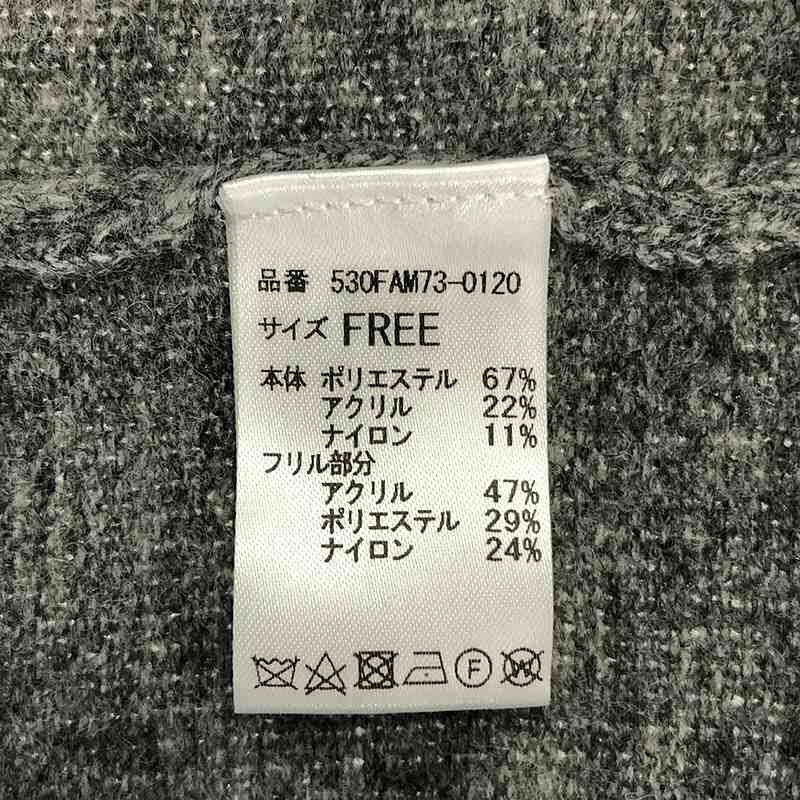 品番 530FAM73-0120
サイズ FREE
本体 ポリエステル 67%
アクリル 22%
ナイロン 11%
フリル部分
アクリル 47%
ポリエステル 29%
ナイロン 24%
F W